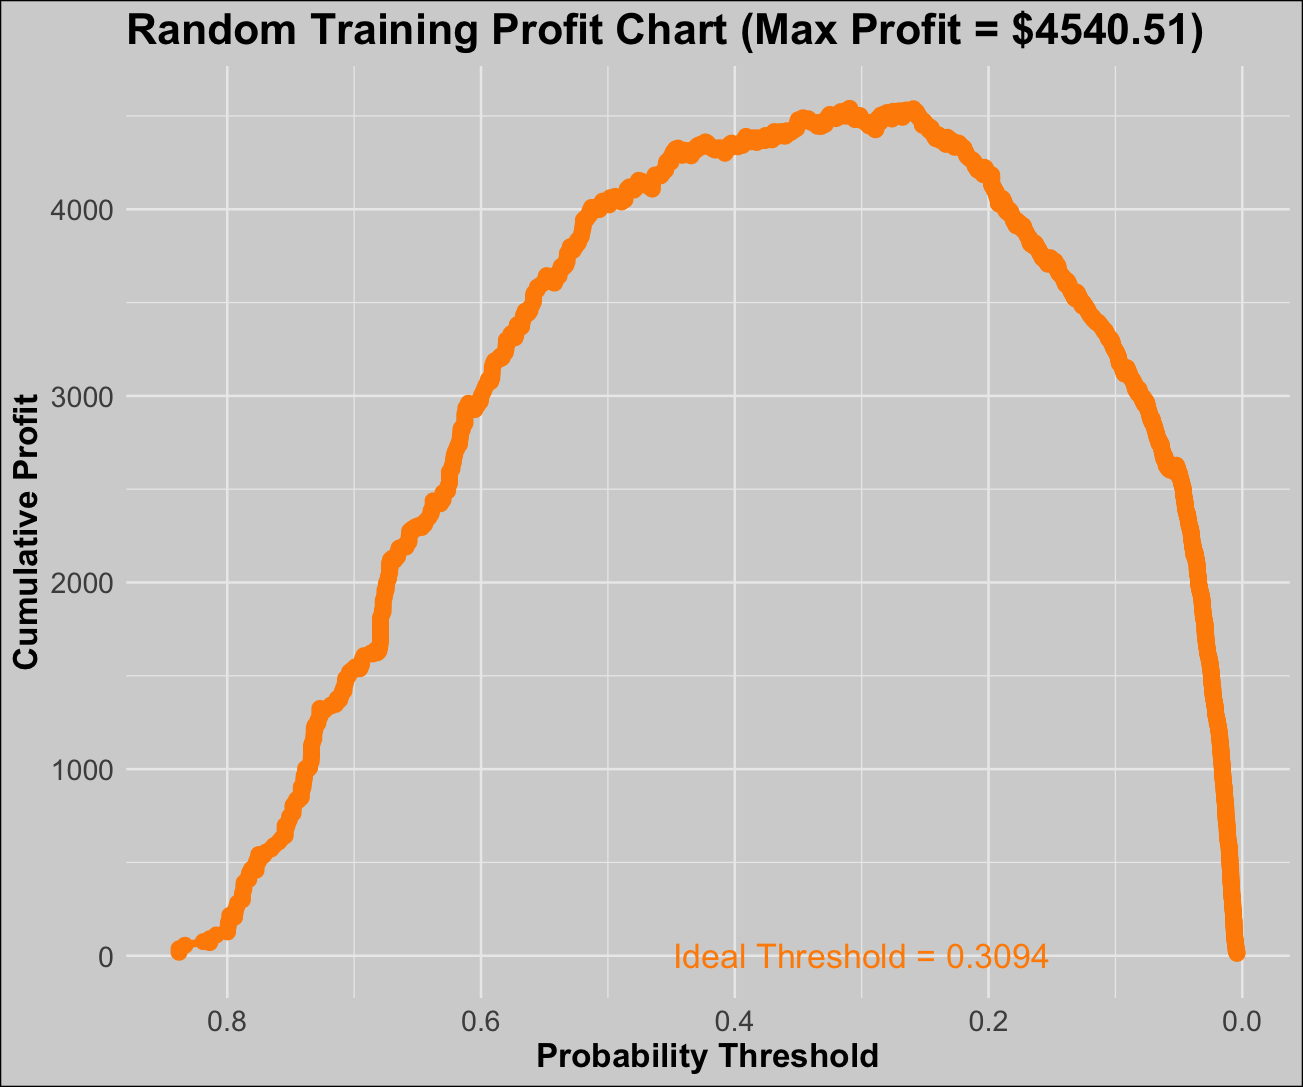 Random Training Profit Chart (Max Profit = $4540.51)
Cumulative Profit
4000
3000
2000
1000
0
Ideal Threshold = 0.3094
0.8 0.6 0.4 0.2 0.0
Probability Threshold